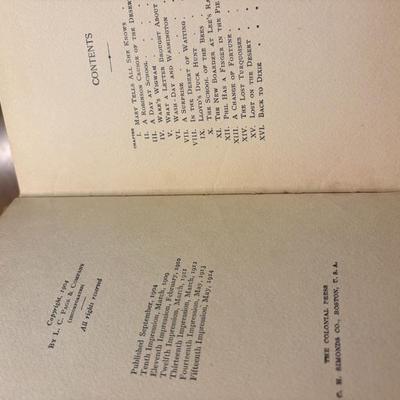 Copyright, 1904
BY L. C. PAGE & COMPANY
(INCORPORATED)
All rights reserved
Published September, 1904
Tenth Impression, March, 1909
Eleventh Impression, February, 1910
Twelfth Impression, March, 1911
Thirteenth Impression, March, 1912
Fourteenth Impression, May, 1913
Fifteenth Impression, May, 1914
THE COLONIAL PRESS
C. H. SIMONDS CO., BOSTON, U. S. A.
CONTENTS
CHAPTER
I. MARY TELLS ALL SHE KNOWS
II. A ROBINSON CRUSOE OF THE DESER
III. A DAY AT SCHOOL
IV. WARE'S WIGWAM
V. WHAT A LETTER BROUGHT ABOUT
VI. WASH-DAY AND WASHINGTON
VII. A SURPRISE
VIII. IN THE DESERT OF WAITING
IX. LLOYD'S DUCK HUNT
X. THE SCHOOL OF THE BEES
XI. THE NEW BOARDER AT LEE'S RA
XII. PHIL HAS A FINGER IN THE PIE
XIII. A CHANGE OF FORTUNE
XIV. THE LOST TURQUOISES
XV. LOST ON THE DESERT
XVI. BACK TO DIXIE